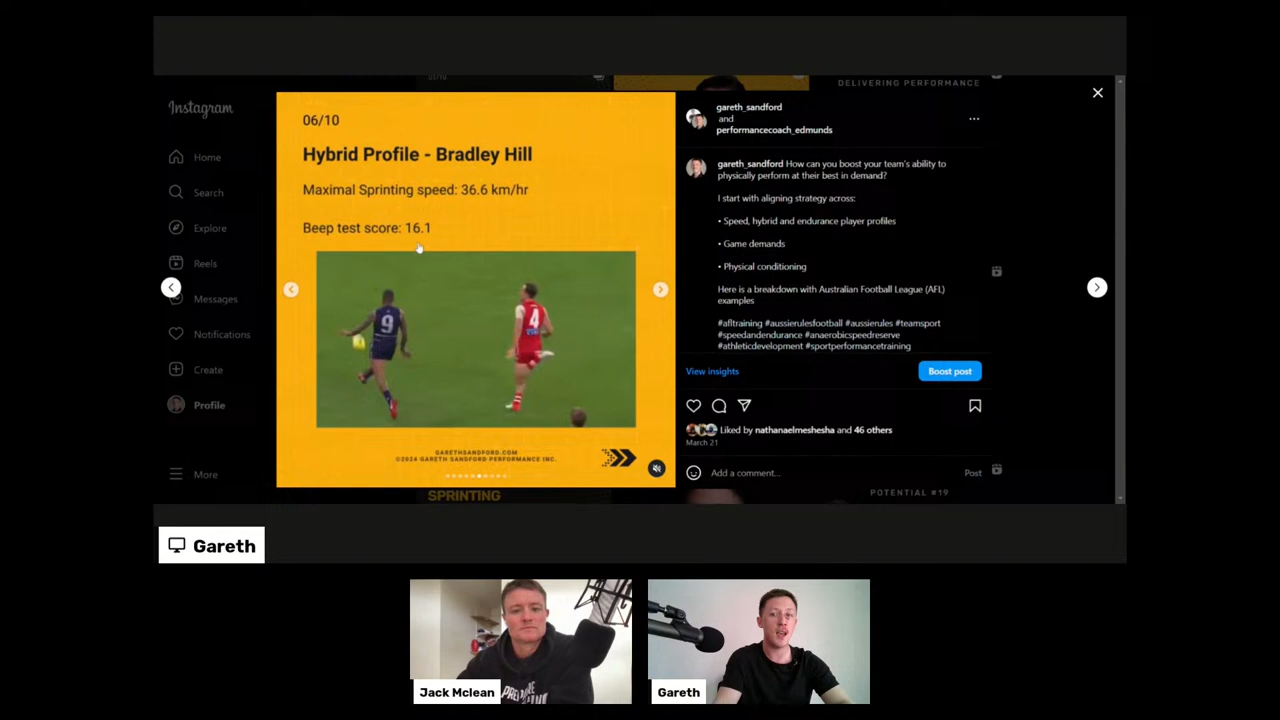 DELIVERING PERFORMANCE
Instagram
Home
Search
Explore
Reels
Messages
Notifications
Create
Profile
More
06/10
Hybrid Profile - Bradley Hill
Maximal Sprinting speed: 36.6 km/hr
Beep test score: 16.1
9
4
GARETHSANDFORD.COM
©2024 GARETH SANDFORD PERFORMANCE INC.
SPRINTING
gareth_sandford
and
performancecoach_edmunds
gareth_sandford How can you boost your team's ability to
physically perform at their best in demand?
I start with aligning strategy across:
• Speed, hybrid and endurance player profiles
• Game demands
• Physical conditioning
Here is a breakdown with Australian Football League (AFL)
examples
#afltraining #aussierulesfootball #aussierules #teamsport
#speedandendurance #anaerobicspeedreserve
#athleticdevelopment #sportperformancetraining
View insights
Boost post
Liked by nathanaelmeshesha and 46 others
March 21
Add a comment...
Post
POTENTIAL #19
Gareth
Jack Mclean
Gareth